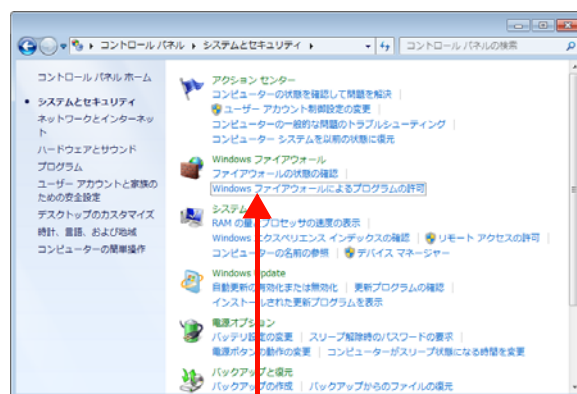 コントロール パネル ▸ システムとセキュリティ ▸
コントロール パネルの検索
コントロール パネル ホーム
システムとセキュリティ
ネットワークとインターネット
ハードウェアとサウンド
プログラム
ユーザー アカウントと家族の
ための安全設定
デスクトップのカスタマイズ
時計、言語、および地域
コンピューターの簡単操作
アクション センター
コンピューターの状態を確認して問題を解決
ユーザー アカウント制御設定の変更
コンピューターの一般的な問題のトラブルシューティング
コンピューター システムを以前の状態に復元
Windows ファイアウォール
ファイアウォールの状態の確認
Windows ファイアウォールによるプログラムの許可
システム
RAM の量とプロセッサの速度の表示
Windows エクスペリエンス インデックスの確認 | リモート アクセスの許可
コンピューターの名前の参照 | デバイス マネージャー
Windows Update
自動更新の有効化または無効化 | 更新プログラムの確認
インストールされた更新プログラムを表示
電源オプション
バッテリ設定の変更 | スリープ解除時のパスワードの要求
電源ボタンの動作の変更 | コンピューターがスリープ状態になる時間を変更
バックアップと復元
バックアップの作成 | バックアップからのファイルの復元